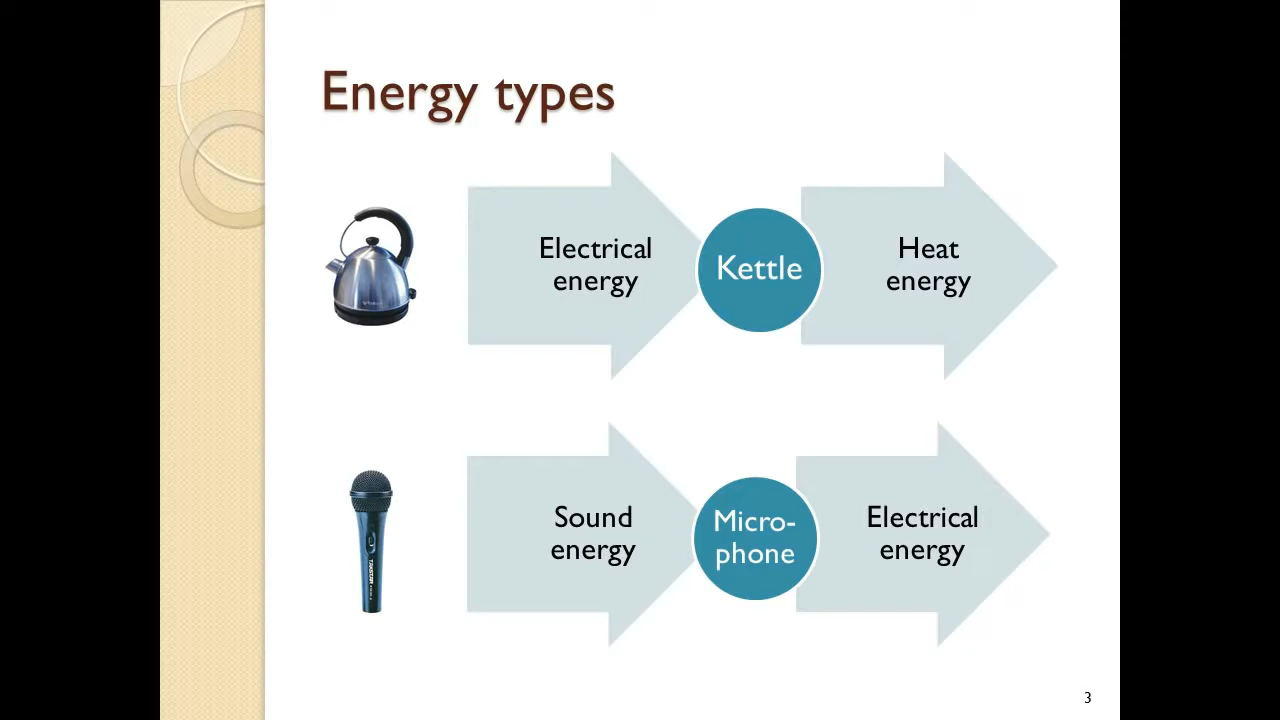 Energy types
Electrical
energy
Kettle
Heat
energy
Sound
energy
Micro-
phone
Electrical
energy
3